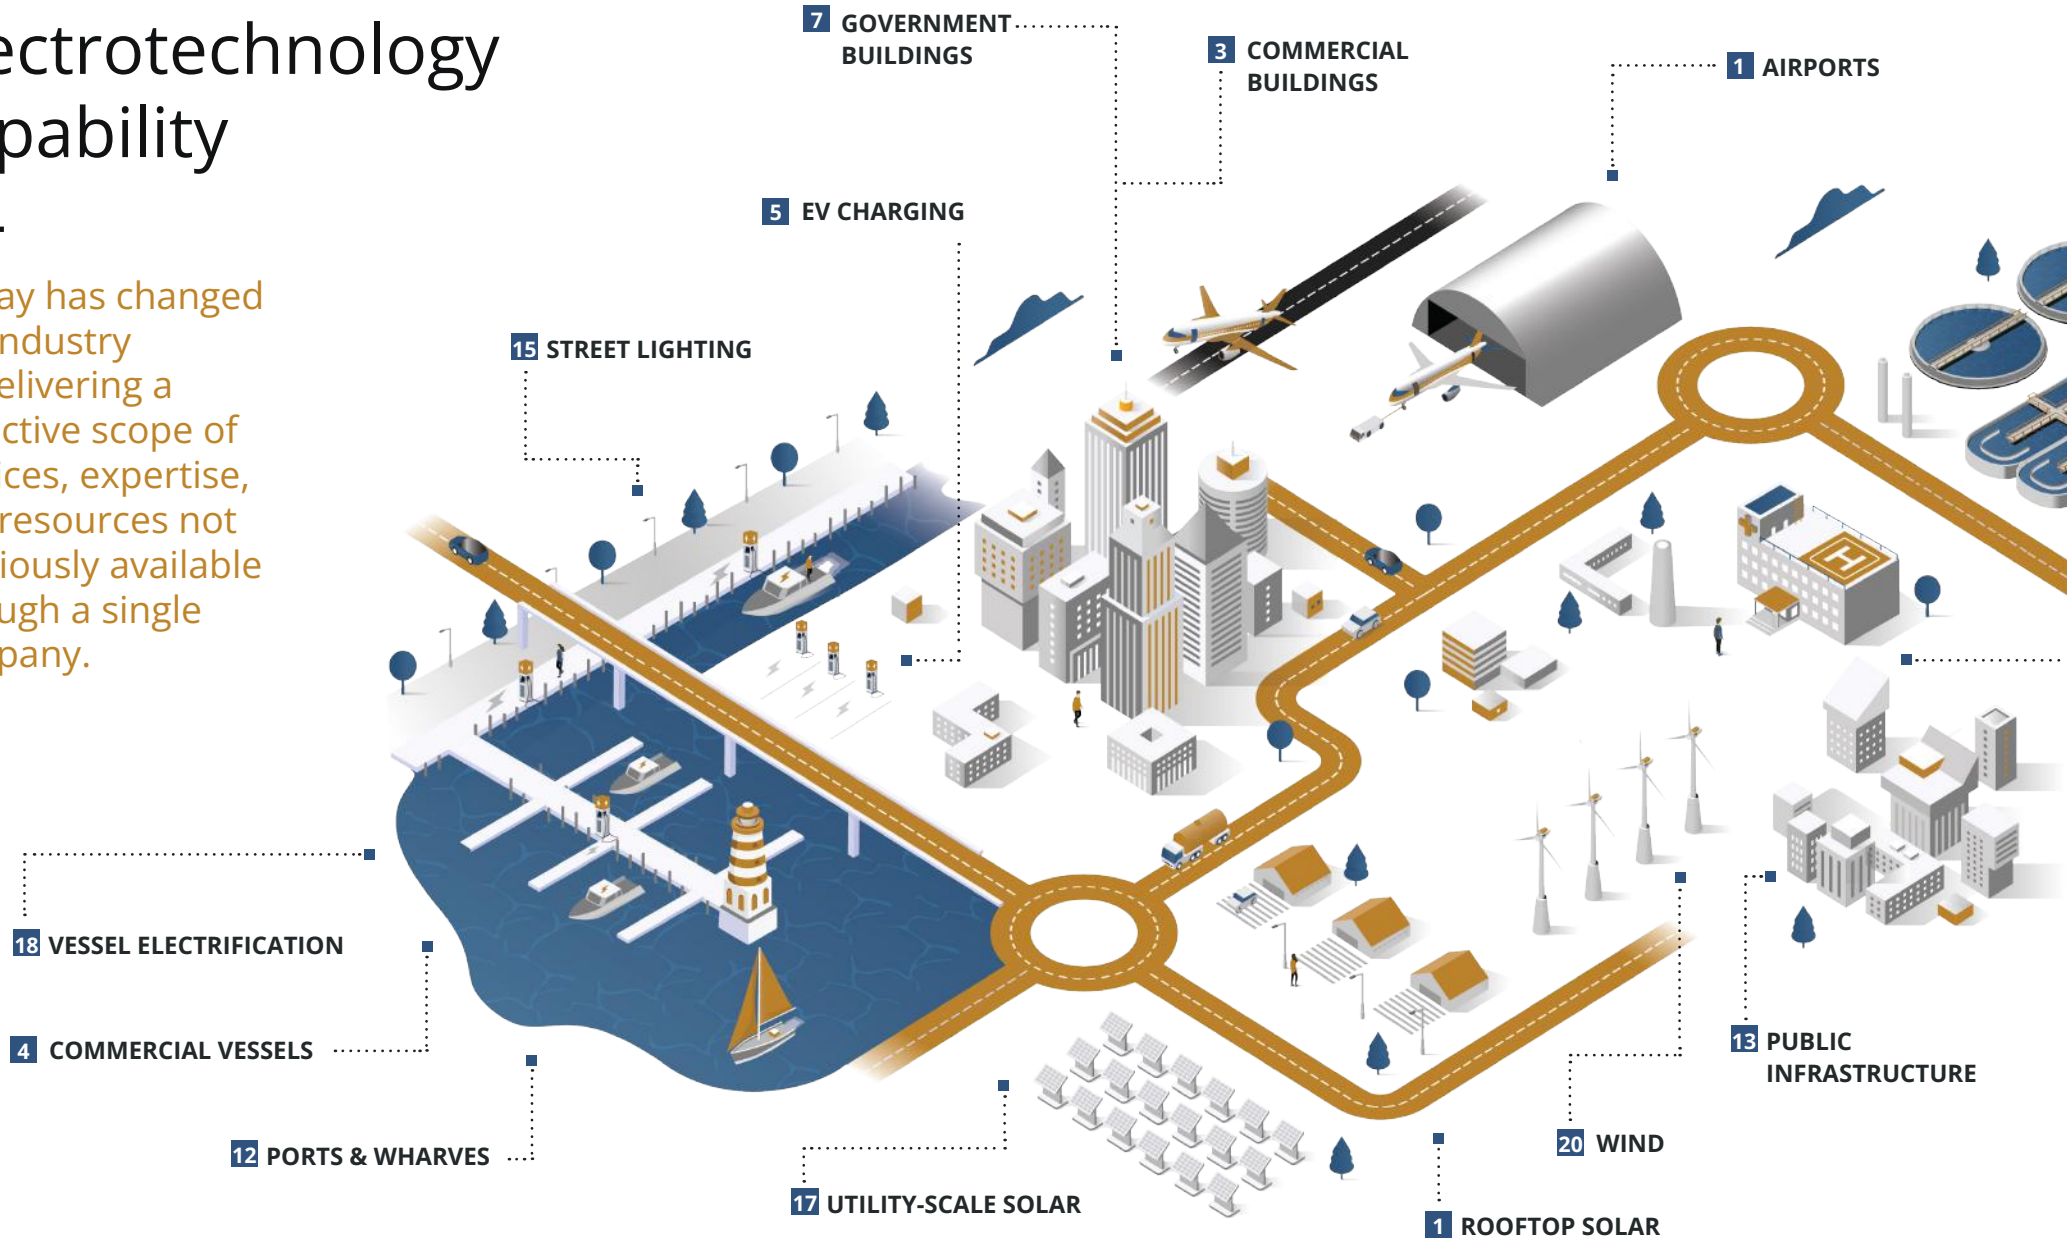 ectrotechnology
pability
.
ay has changed
industry
elivering a
ctive scope of
ices, expertise,
resources not
iously available
ugh a single
pany.
7 GOVERNMENT
BUILDINGS
3 COMMERCIAL
BUILDINGS
1 AIRPORTS
5 EV CHARGING
15 STREET LIGHTING
18 VESSEL ELECTRIFICATION
4 COMMERCIAL VESSELS
12 PORTS & WHARVES
17 UTILITY-SCALE SOLAR
1 ROOFTOP SOLAR
20 WIND
13 PUBLIC
INFRASTRUCTURE
H